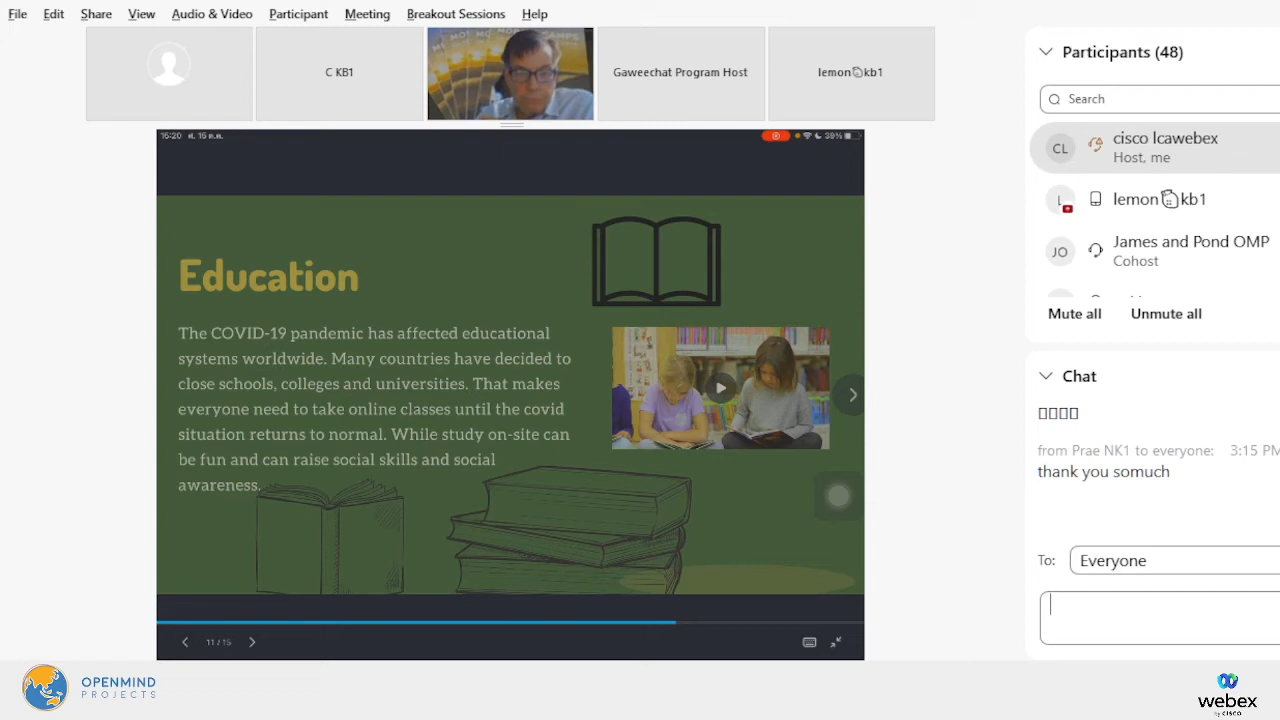 File Edit Share View Audio & Video Participant Meeting Breakout Sessions Help
C KB1
Gaweechat Program Host
lemon kb1
Participants (48)
Search
CL
cisco lcawebex
Host, me
L
lemon kb1
JO
James and Pond OMP
Cohost
Mute all Unmute all
Chat
from Prae NK1 to everyone: 3:15 PM
thank you somuch
To: Everyone
15:20 39%
Education
The COVID-19 pandemic has affected educational
systems worldwide. Many countries have decided to
close schools, colleges and universities. That makes
everyone need to take online classes until the covid
situation returns to normal. While study on-site can
be fun and can raise social skills and social
awareness.
11 / 15
OPENMIND
PROJECTS
webex
by CISCO